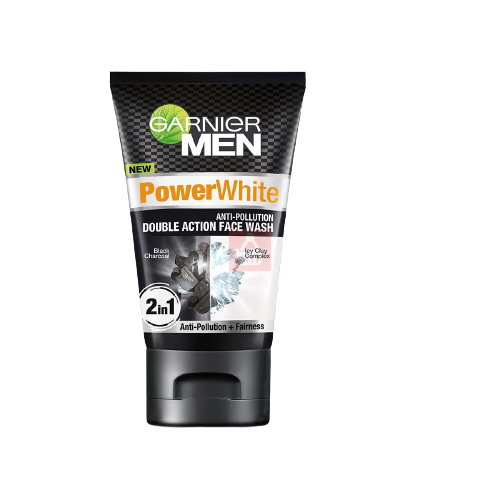 GARNIER
MEN
NEW
PowerWhite
ANTI-POLLUTION
DOUBLE ACTION FACE WASH
Black
Charcoal
Icy Clay
Complex
2in1
Anti-Pollution + Fairness